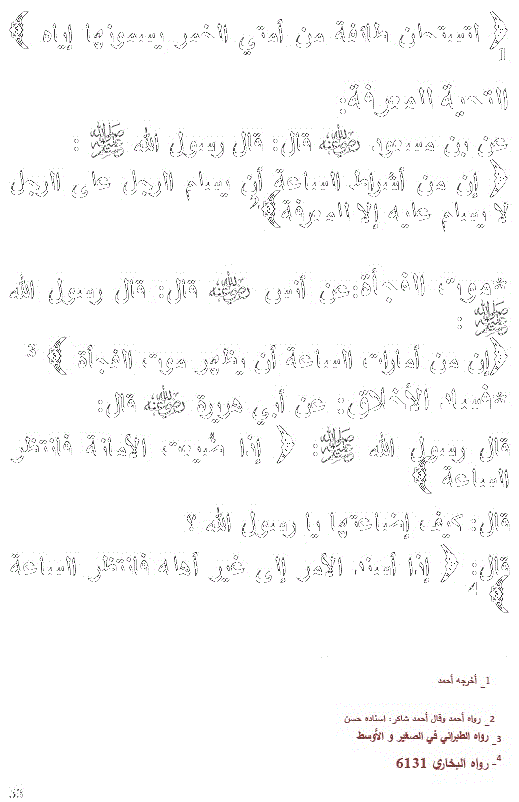 ﴿ لتستحلن طائفة من أمتي الخمر يسمونها إياه ﴾
1
التحية للمعرفة:
عن بن مسعود ﷺ قال: قال رسول الله ﷺ :
﴿ إن من أشراط الساعة أن يسلم الرجل على الرجل
لا يسلم عليه إلا للمعرفة﴾2
*موت الفجأة:عن أنس ﷺ قال: قال رسول الله
ﷺ :
﴿إن من أمارات الساعة أن يظهر موت الفجأة ﴾ 3
*فساد الأخلاق: عن أبي هريرة ﷺ قال:
قال رسول الله ﷺ: ﴿ إذا ضُيعت الأمانة فانتظر
الساعة ﴾
قال: كيف إضاعتها يا رسول الله ؟
قال: ﴿ إذا أسند الأمر إلى غير أهله فانتظر الساعة
﴾ 4
1_ أخرجه أحمد
2_ رواه أحمد وقال أحمد شاكر: اسناده حسن
3_ رواه الطبراني في الصغير و الأوسط
4- رواه البخاري 6131
53